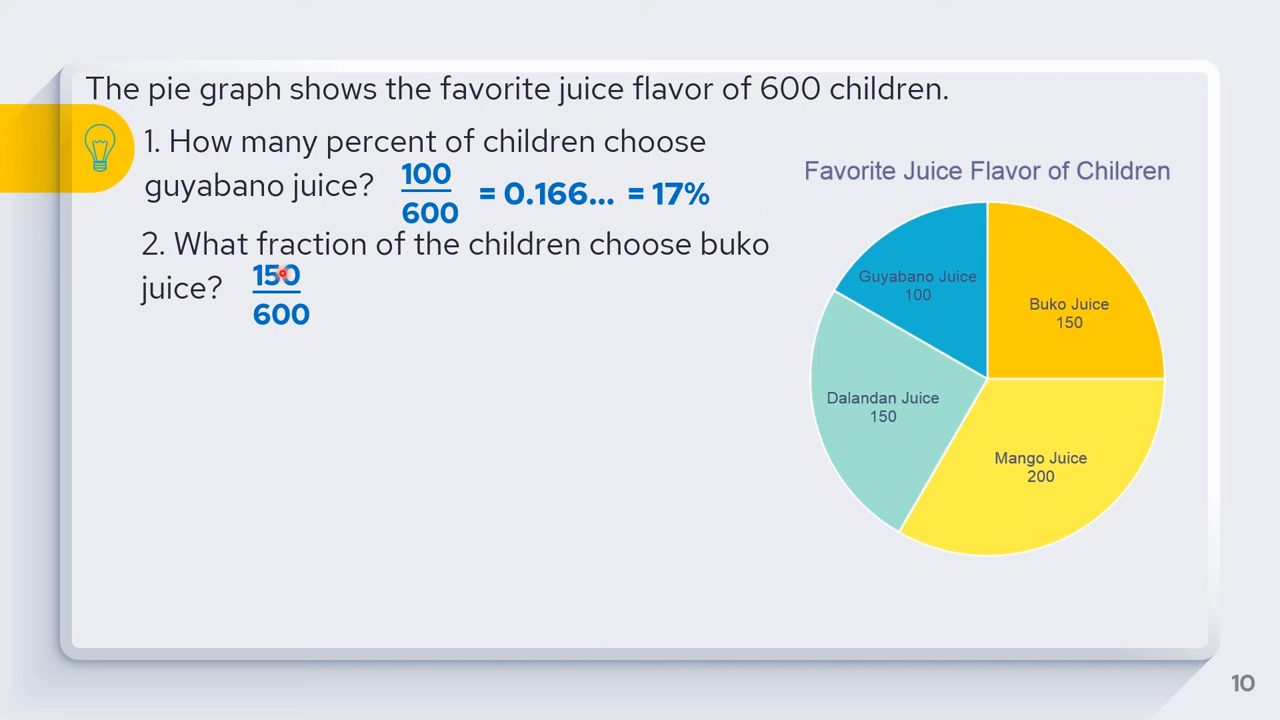 The pie graph shows the favorite juice flavor of 600 children.
1. How many percent of children choose
guyabano juice?
100
600
= 0.166... = 17%
2. What fraction of the children choose buko
juice?
150
600
Favorite Juice Flavor of Children
Guyabano Juice
100
Buko Juice
150
Dalandan Juice
150
Mango Juice
200
10